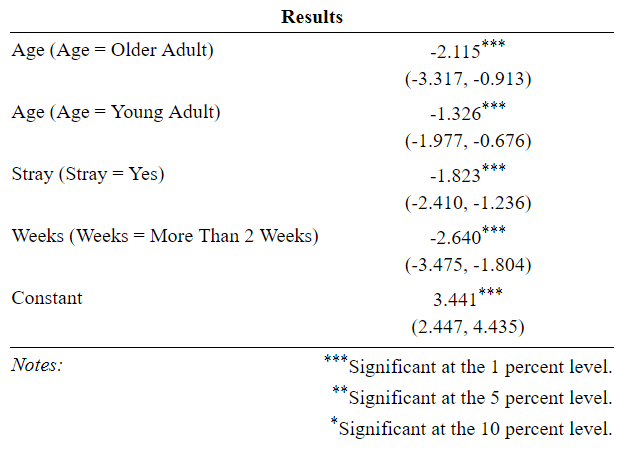 Results
Age (Age = Older Adult) -2.115***
(-3.317, -0.913)
Age (Age = Young Adult) -1.326***
(-1.977, -0.676)
Stray (Stray = Yes) -1.823***
(-2.410, -1.236)
Weeks (Weeks = More Than 2 Weeks) -2.640***
(-3.475, -1.804)
Constant 3.441***
(2.447, 4.435)
Notes: ***Significant at the 1 percent level.
**Significant at the 5 percent level.
*Significant at the 10 percent level.